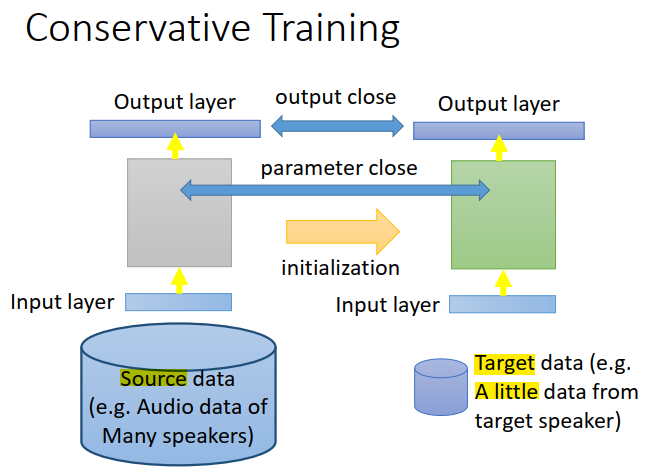 Conservative Training
Output layer
output close
Output layer
parameter close
initialization
Input layer
Input layer
Source data
(e.g. Audio data of
Many speakers)
Target data (e.g.
A little data from
target speaker)